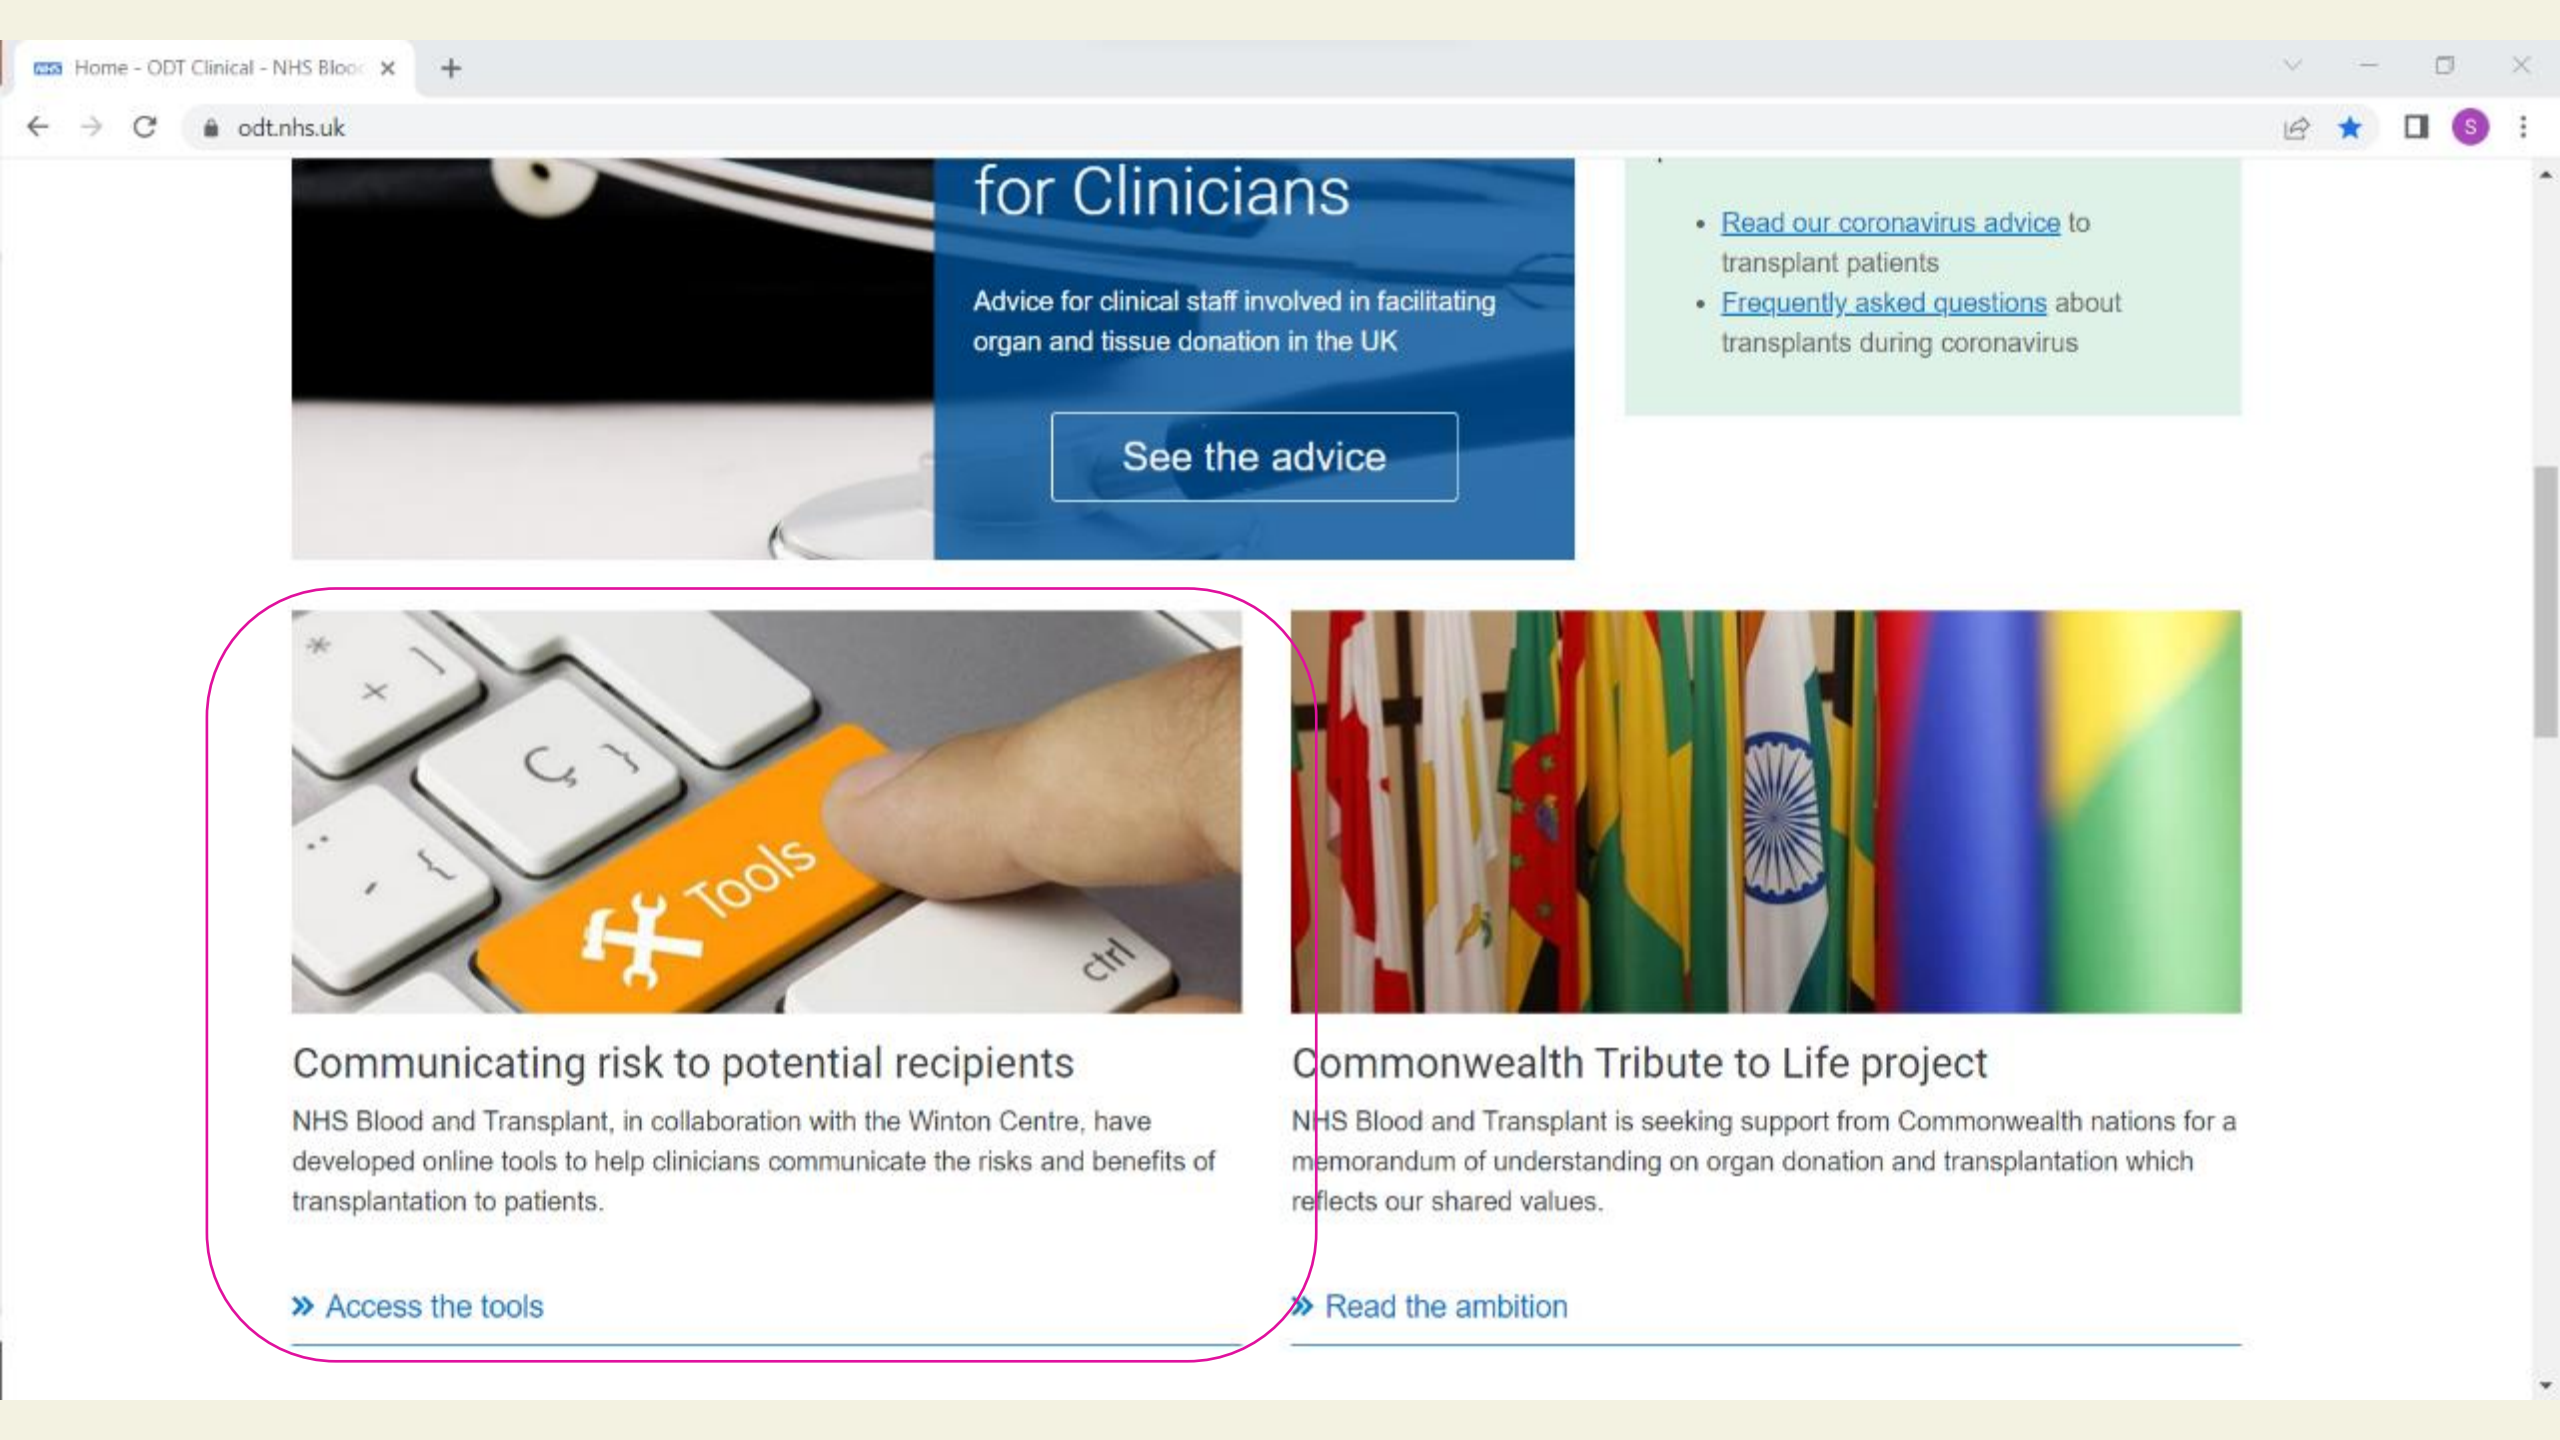 NHS Home - ODT Clinical - NHS Bloo
odt.nhs.uk
S
for Clinicians
Advice for clinical staff involved in facilitating
organ and tissue donation in the UK
See the advice
• Read our coronavirus advice to
transplant patients
• Frequently asked questions about
transplants during coronavirus
* + ]
×
Ç }
¨ - {
Tools
ctrl
Communicating risk to potential recipients
NHS Blood and Transplant, in collaboration with the Winton Centre, have
developed online tools to help clinicians communicate the risks and benefits of
transplantation to patients.
» Access the tools
Commonwealth Tribute to Life project
NHS Blood and Transplant is seeking support from Commonwealth nations for a
memorandum of understanding on organ donation and transplantation which
reflects our shared values.
» Read the ambition